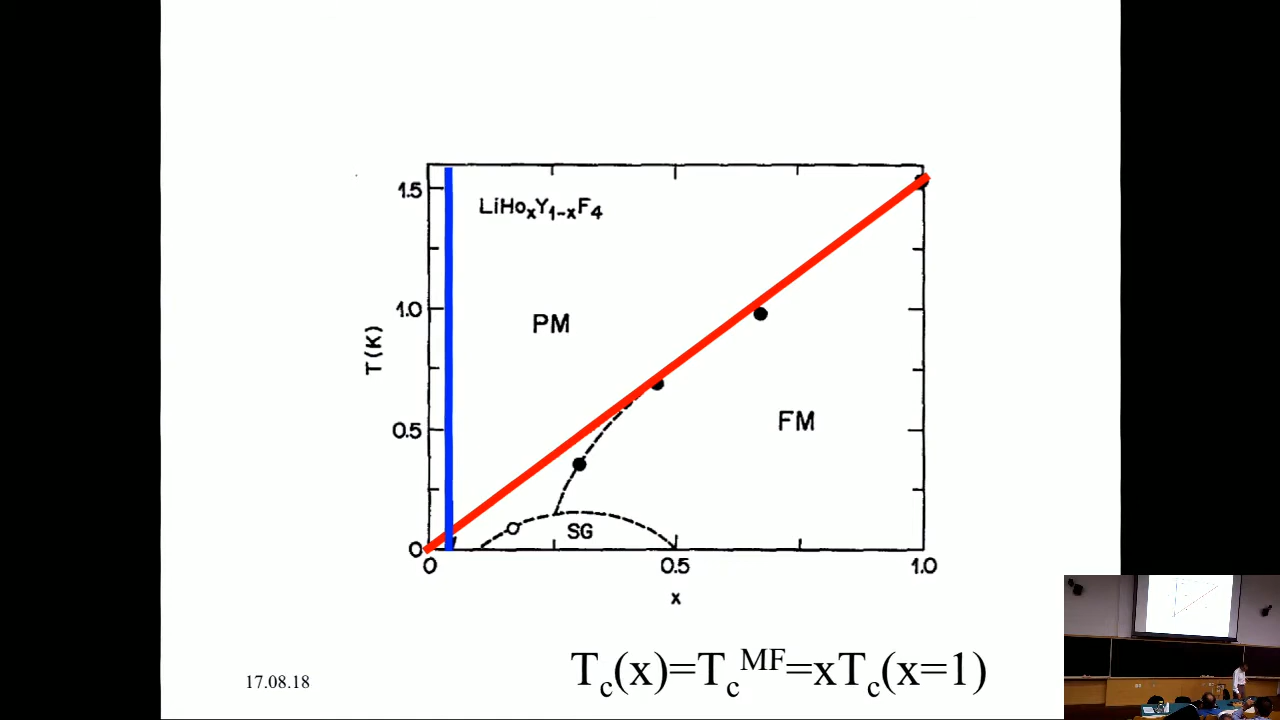 LiHoxY1-xF4
1.5
1.0
0.5
0
T(K)
PM
FM
SG
0
0.5
1.0
x
Tc(x)=TcMF=xTc(x=1)
17.08.18